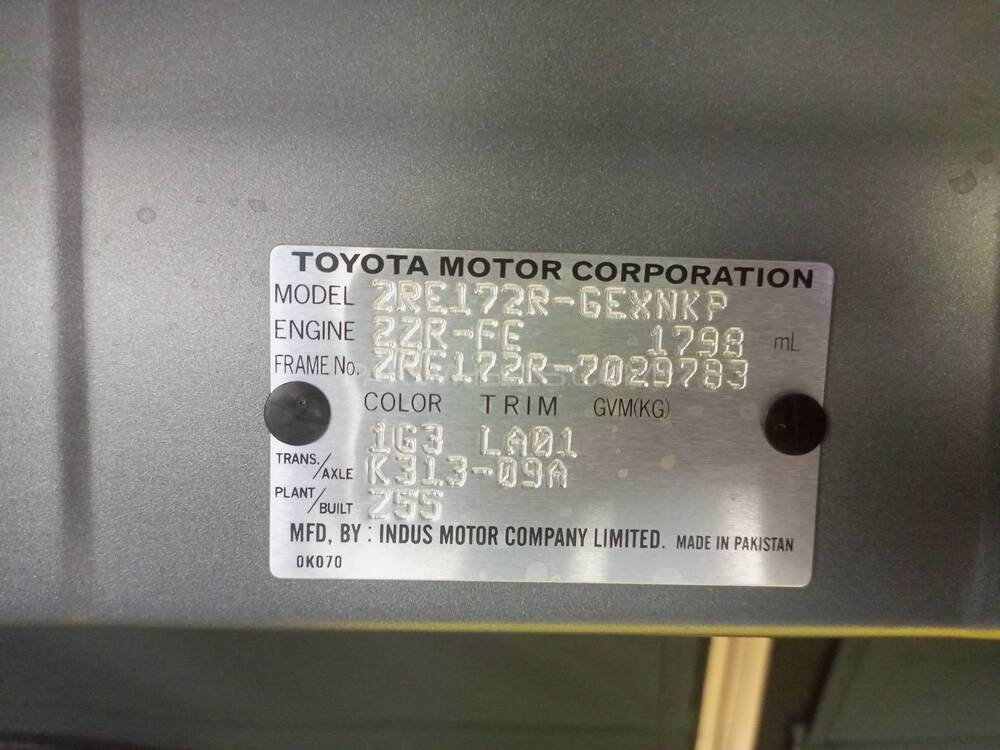 TOYOTA MOTOR CORPORATION
MODEL ZRE172R-GEXNKP
ENGINE 2ZR-FE 1798 mL
FRAME No. ZRE172R-7029783
COLOR TRIM GVM(KG)
1G3 LA01
TRANS./AXLE K313-09A
PLANT/BUILT Z55
MFD, BY : INDUS MOTOR COMPANY LIMITED. MADE IN PAKISTAN
0K070